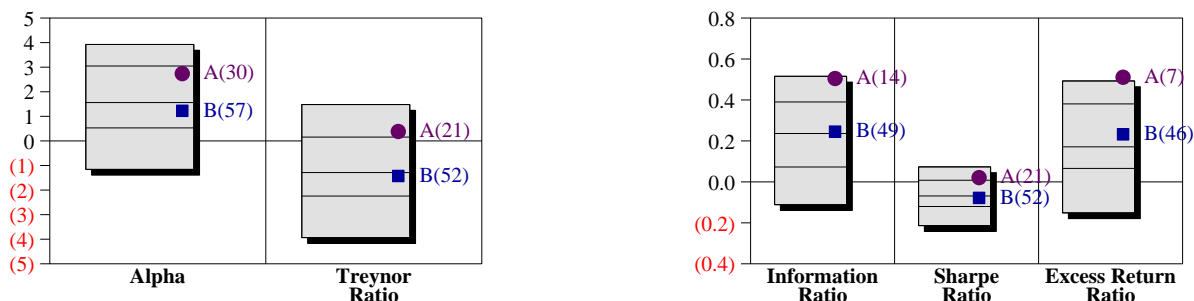 5
4
3
2
1
0
(1)
(2)
(3)
(4)
(5)
A(30)
B(57)
A(21)
B(52)
Alpha
Treynor
Ratio
0.8
0.6
0.4
0.2
0.0
(0.2)
(0.4)
A(14)
B(49)
A(21)
B(52)
A(7)
B(46)
Information
Ratio
Sharpe
Ratio
Excess Return
Ratio